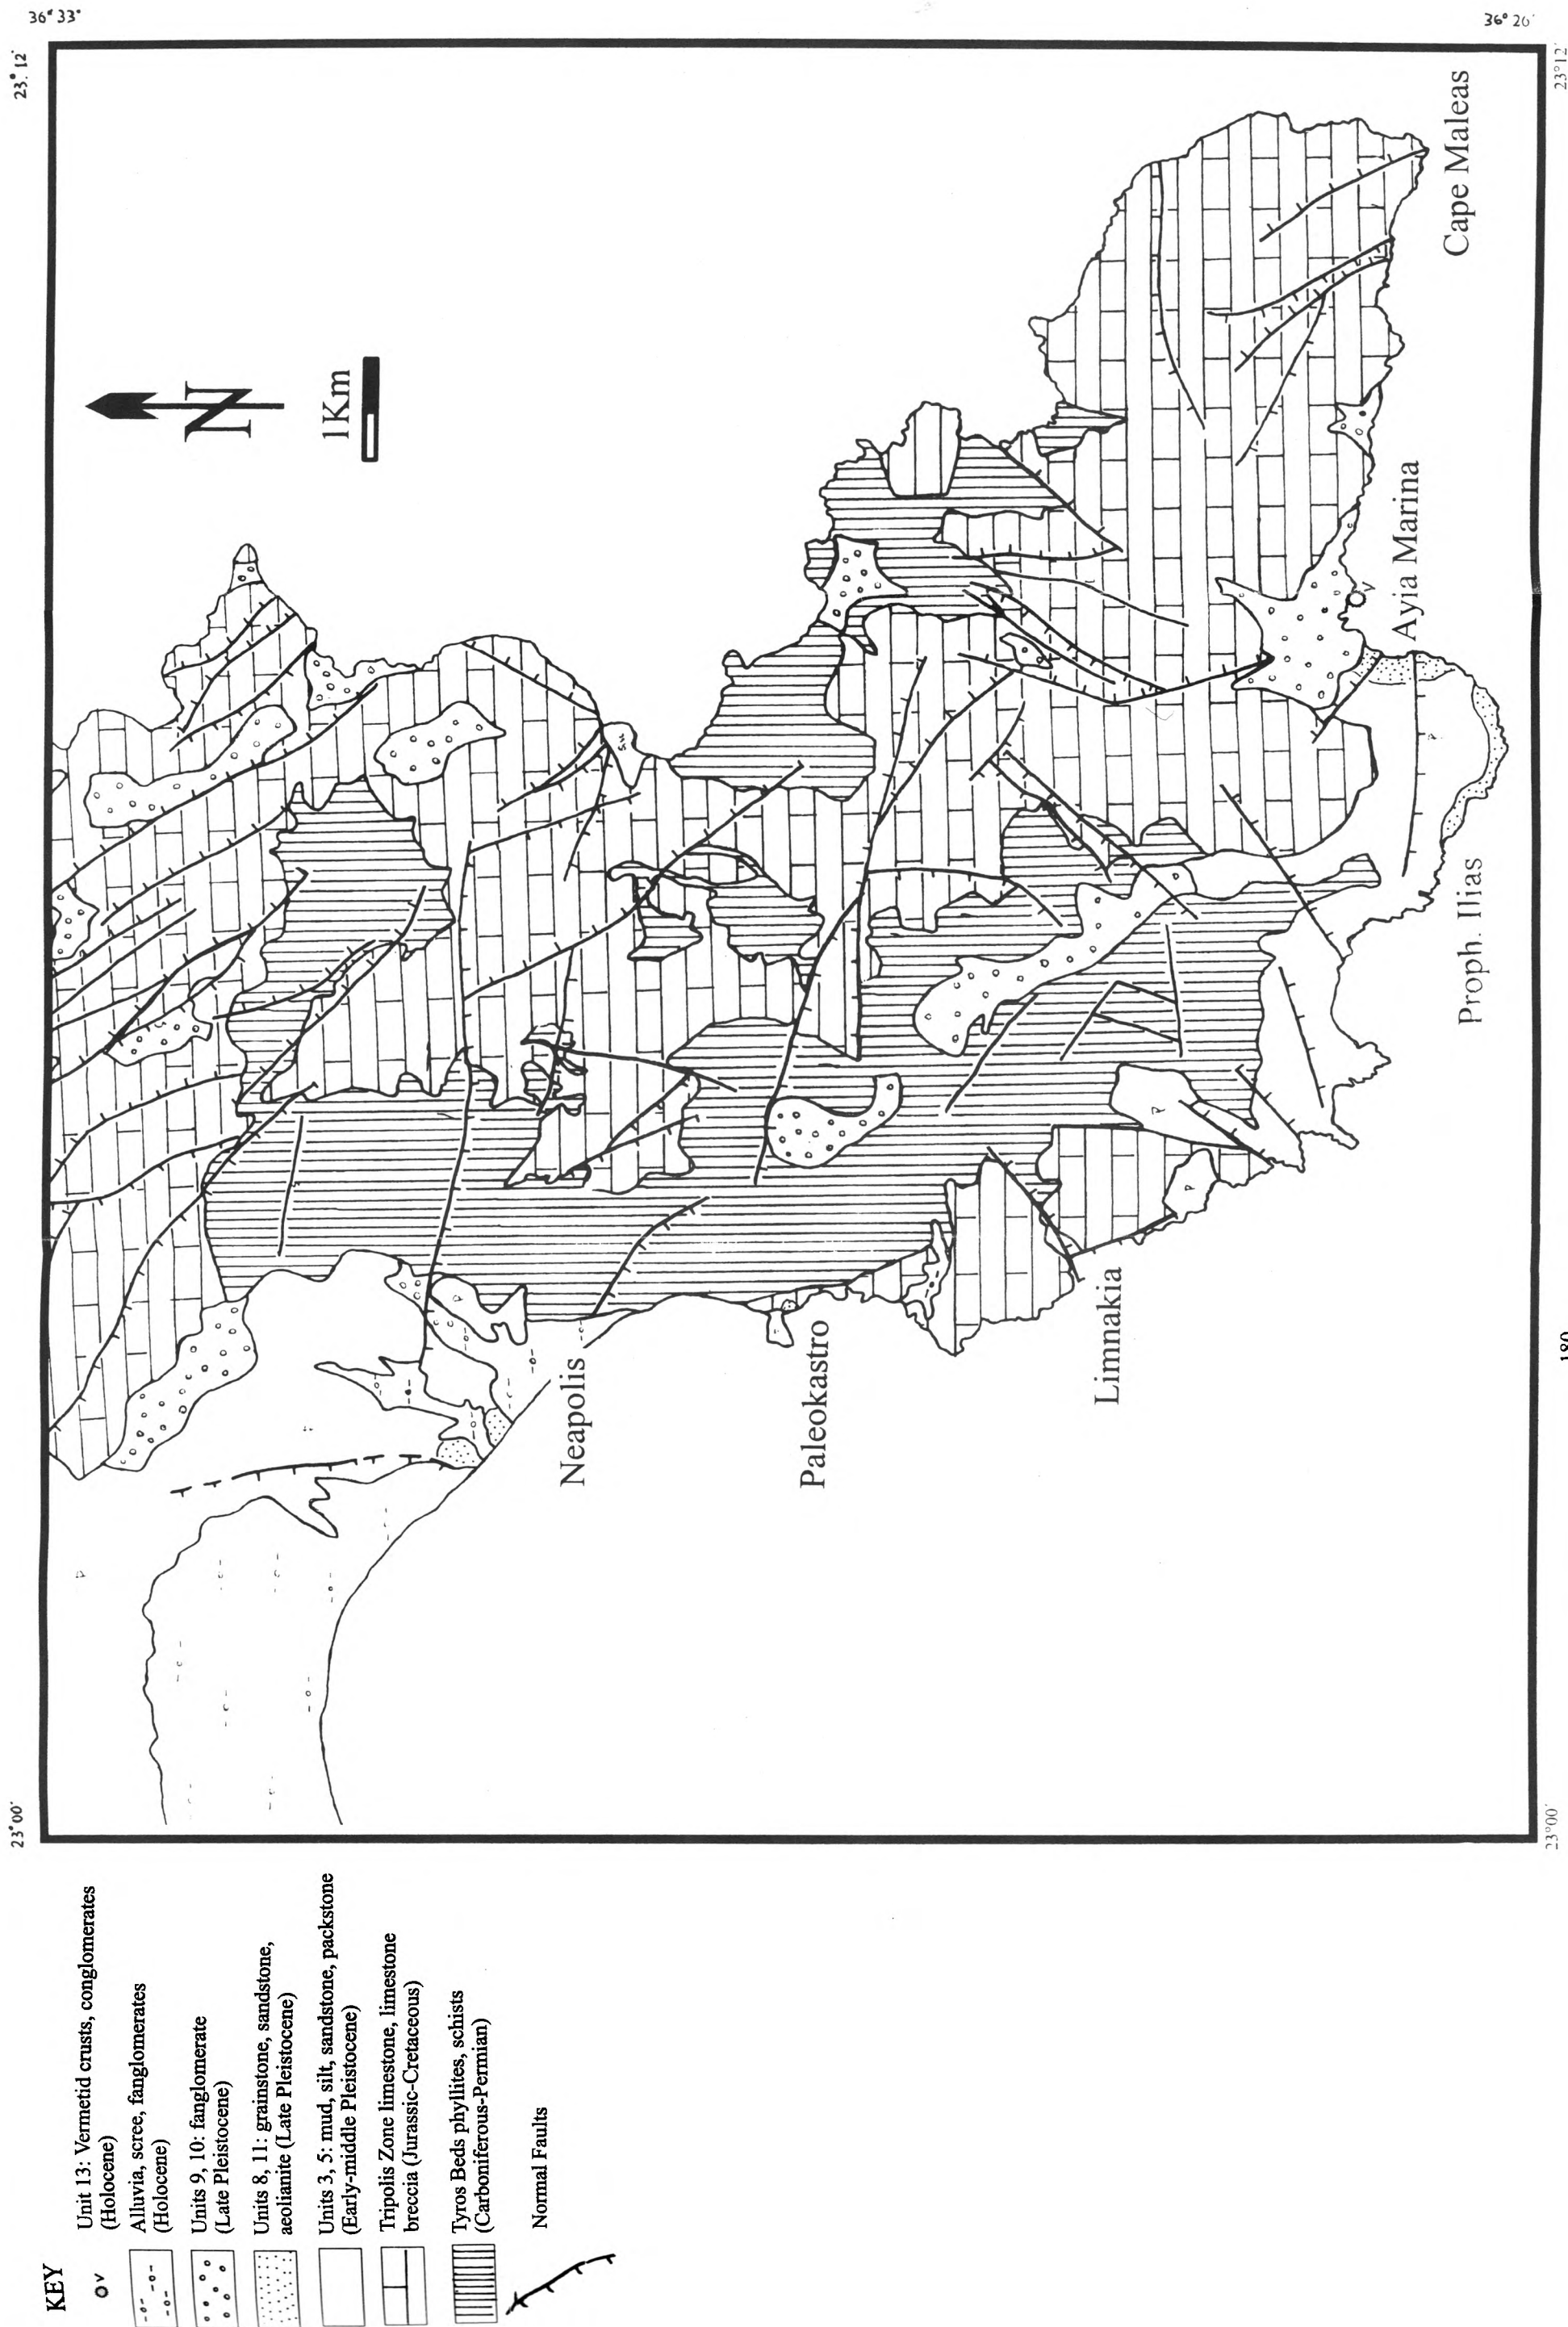 36° 33'
36° 26'
23° 12'
23° 12'
N
1Km
Cape Maleas
Ayia Marina
Proph. Ilias
Limnakia
Paleokastro
Neapolis
23° 00'
23° 00'
180
KEY
Unit 13: Vermetid crusts, conglomerates
(Holocene)
Alluvia, scree, fanglomerates
(Holocene)
Units 9, 10: fanglomerate
(Late Pleistocene)
Units 8, 11: grainstone, sandstone,
aeolianite (Late Pleistocene)
Units 3, 5: mud, silt, sandstone, packstone
(Early-middle Pleistocene)
Tripolis Zone limestone, limestone
breccia (Jurassic-Cretaceous)
Tyros Beds phyllites, schists
(Carboniferous-Permian)
Normal Faults